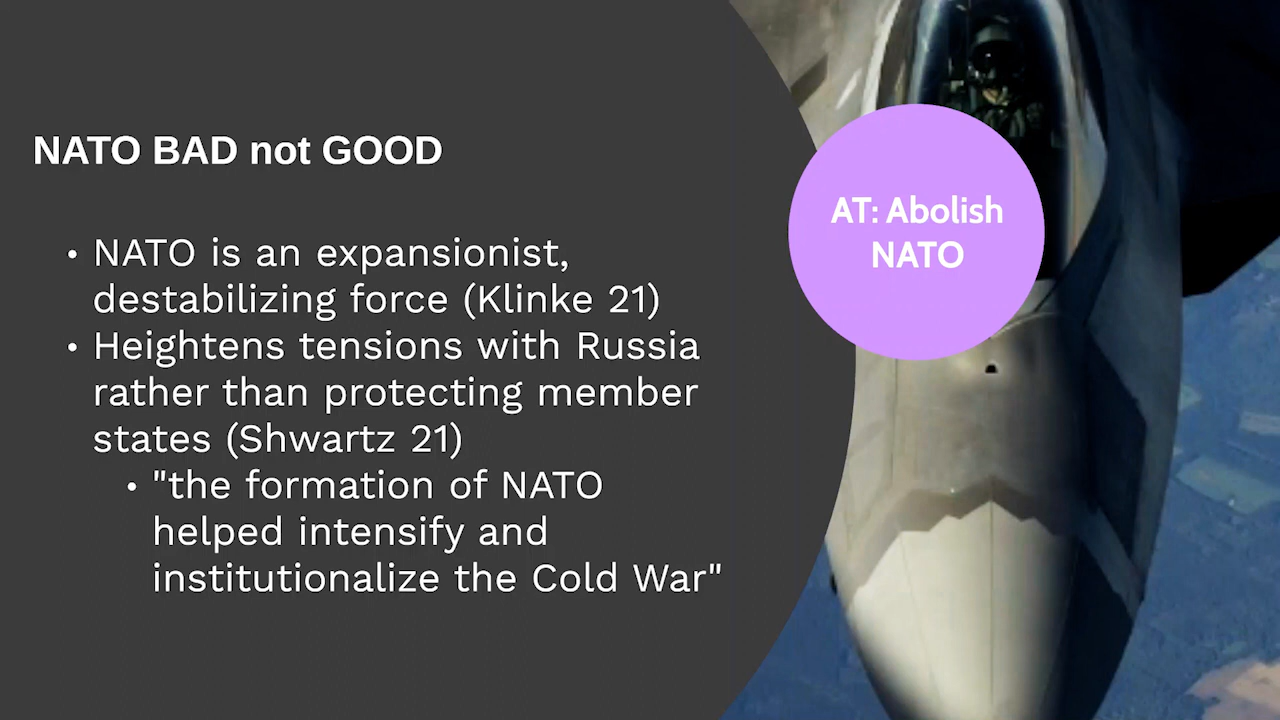 NATO BAD not GOOD
• NATO is an expansionist,
destabilizing force (Klinke 21)
• Heightens tensions with Russia
rather than protecting member
states (Shwartz 21)
• "the formation of NATO
helped intensify and
institutionalize the Cold War"
AT: Abolish
NATO